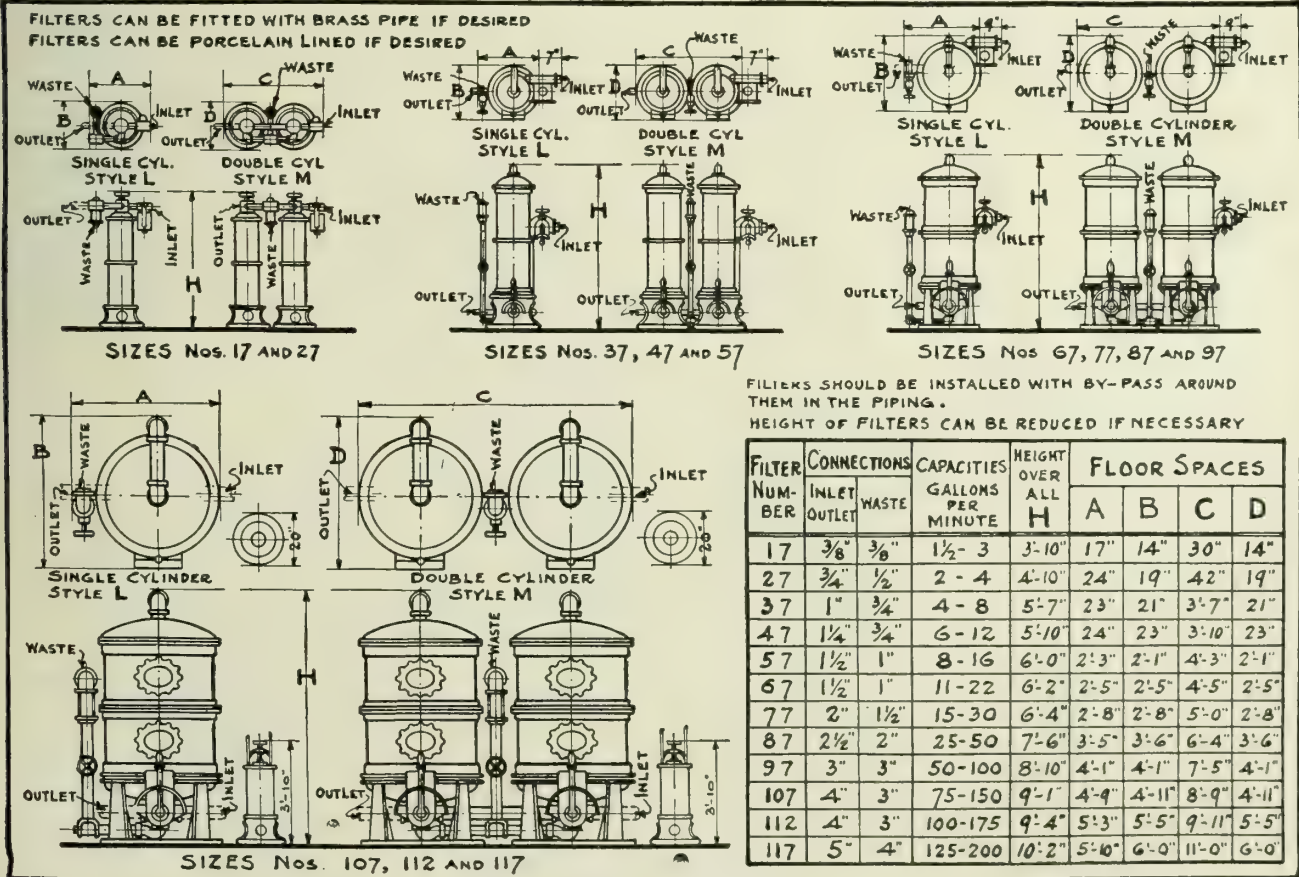 FILTERS CAN BE FITTED WITH BRASS PIPE IF DESIRED
FILTERS CAN BE PORCELAIN LINED IF DESIRED
A
WASTE
C
WASTE
B
INLET
OUTLET
D
INLET
OUTLET
SINGLE CYL.
STYLE L
DOUBLE CYL
STYLE M
OUTLET
WASTE
INLET
H
OUTLET
WASTE
INLET
SIZES Nos. 17 AND 27
A
7"
C
WASTE
7"
WASTE
B
OUTLET
INLET
D
OUTLET
INLET
SINGLE CYL.
STYLE L
DOUBLE CYL
STYLE M
WASTE
H
WASTE
INLET
INLET
OUTLET
OUTLET
SIZES Nos. 37, 47 AND 57
A
9"
C
WASTE
9"
WASTE
B
OUTLET
INLET
D
INLET
SINGLE CYL.
STYLE L
DOUBLE CYLINDER
STYLE M
WASTE
H
WASTE
INLET
INLET
OUTLET
OUTLET
SIZES Nos 67, 77, 87 AND 97
A
C
B
WASTE
INLET
OUTLET
20"
D
WASTE
INLET
OUTLET
20"
SINGLE CYLINDER
STYLE L
DOUBLE CYLINDER
STYLE M
WASTE
H
WASTE
OUTLET
INLET
3'-10"
OUTLET
INLET
3'-10"
SIZES Nos. 107, 112 AND 117
FILTERS SHOULD BE INSTALLED WITH BY-PASS AROUND
THEM IN THE PIPING.
HEIGHT OF FILTERS CAN BE REDUCED IF NECESSARY
FILTER NUM-BER CONNECTIONS INLET OUTLET WASTE CAPACITIES GALLONS PER MINUTE HEIGHT OVER ALL H FLOOR SPACES A B C D
17 3/8" 3/8" 1½-3 3'-10" 17" 14" 30" 14"
27 3/4" 1/2" 2-4 4'-10" 24" 19" 42" 19"
37 1" 3/4" 4-8 5'-7" 23" 21" 3'-7" 21"
47 1¼" 3/4" 6-12 5'-10" 24" 23" 3'-10" 23"
57 1½" 1" 8-16 6'-0" 2'-3" 2'-1" 4'-3" 2'-1"
67 1½" 1" 11-22 6'-2" 2'-5" 2'-5" 4'-5" 2'-5"
77 2" 1½" 15-30 6'-4" 2'-8" 2'-8" 5'-0" 2'-8"
87 2½" 2" 25-50 7'-6" 3'-5" 3'-6" 6'-4" 3'-6"
97 3" 3" 50-100 8'-10" 4'-1" 4'-1" 7'-5" 4'-1"
107 4" 3" 75-150 9'-1" 4'-9" 4'-11" 8'-9" 4'-11"
112 4" 3" 100-175 9'-4" 5'-3" 5'-5" 9'-11" 5'-5"
117 5" 4" 125-200 10'-2" 5'-10" 6'-0" 11'-0" 6'-0"